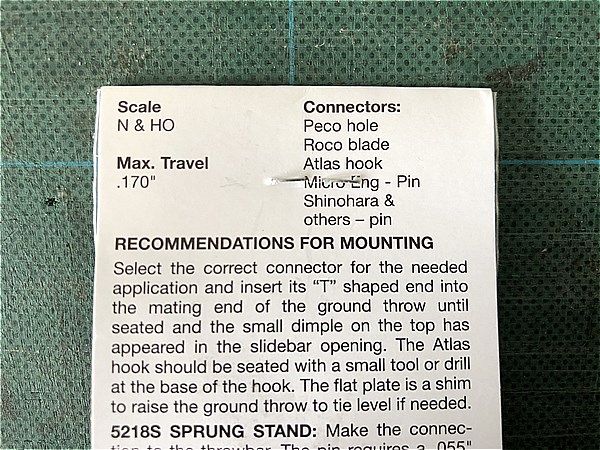 Scale
N & HO
Max. Travel
.170"
Connectors:
Peco hole
Roco blade
Atlas hook
Micro Eng - Pin
Shinohara &
others – pin
RECOMMENDATIONS FOR MOUNTING
Select the correct connector for the needed
application and insert its “T” shaped end into
the mating end of the ground throw until
seated and the small dimple on the top has
appeared in the slidebar opening. The Atlas
hook should be seated with a small tool or drill
at the base of the hook. The flat plate is a shim
to raise the ground throw to tie level if needed.
5218S SPRUNG STAND: Make the connec-
tion to the throwbar. The pin requires a .055"